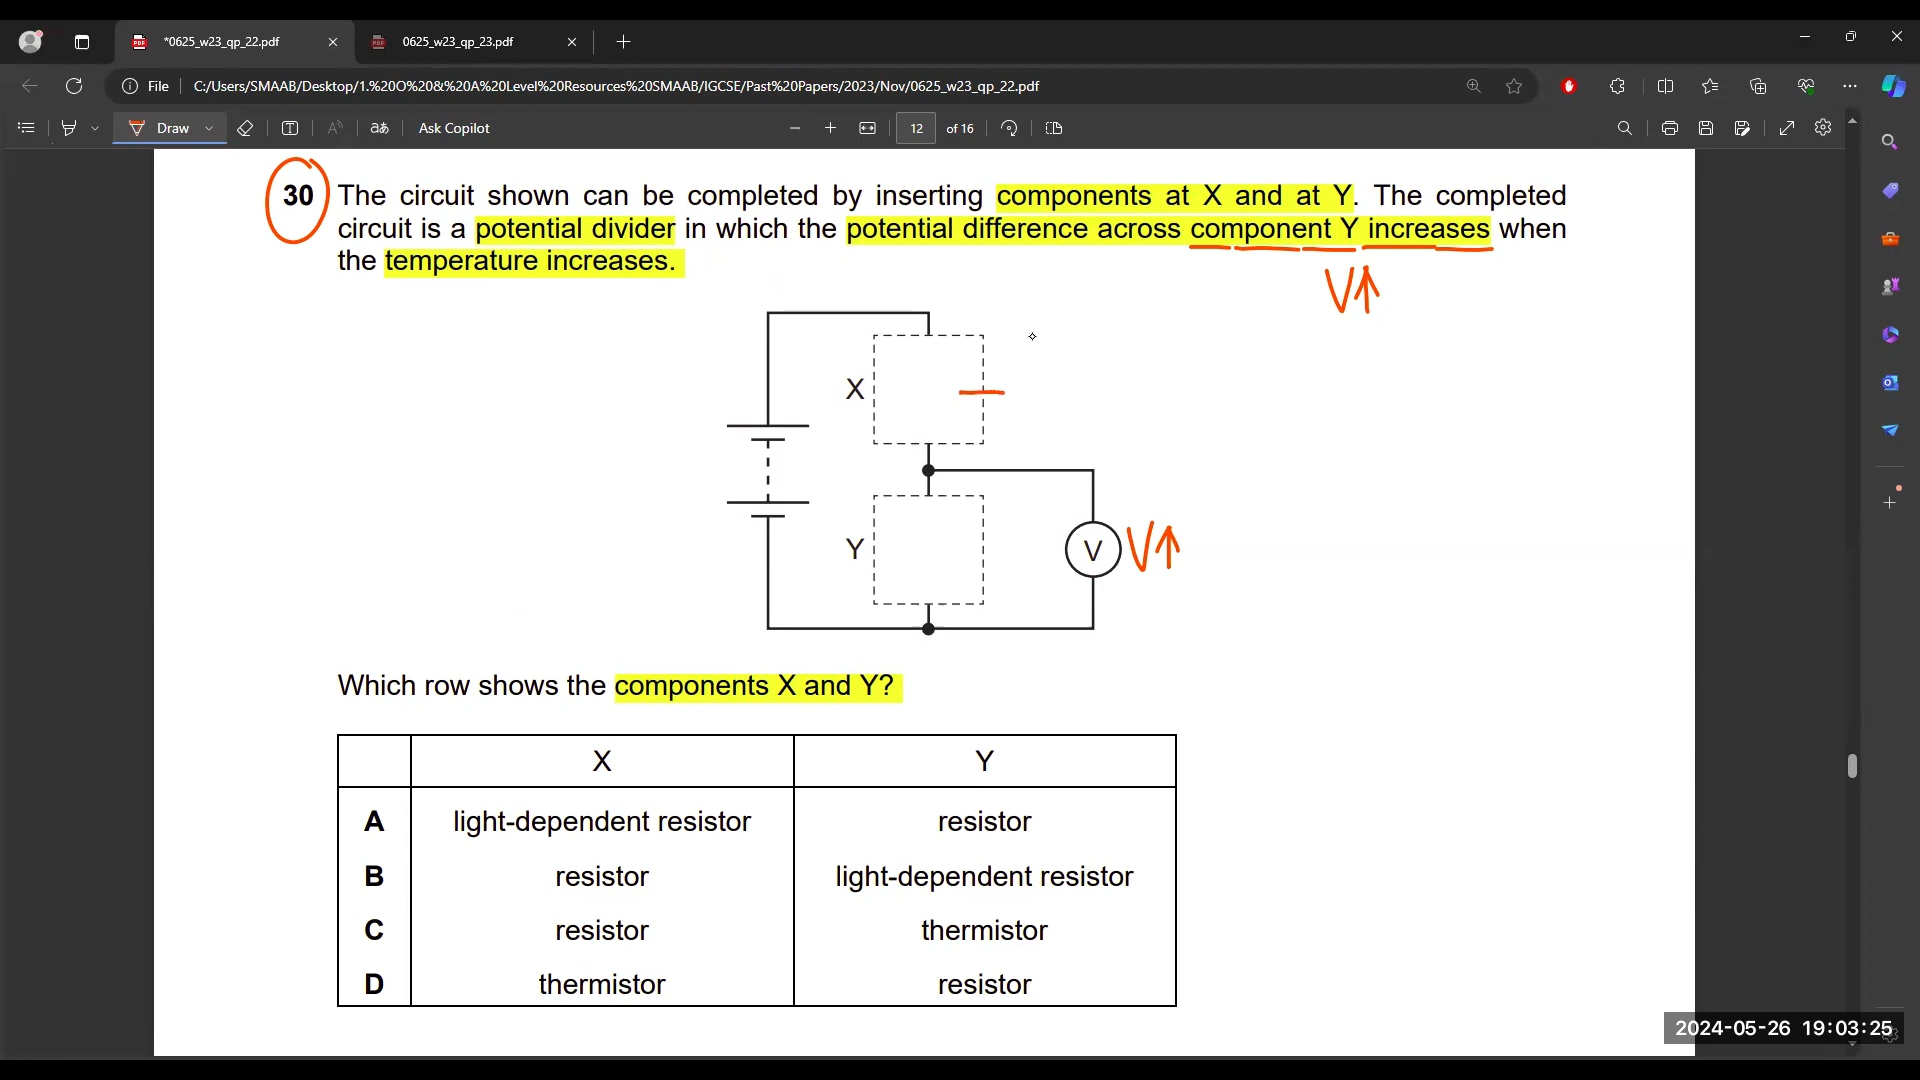 *0625_w23_qp_22.pdf
0625_w23_qp_23.pdf
File
C:/Users/SMAAB/Desktop/1.%20O%20&%20A%20Level%20Resources%20SMAAB/IGCSE/Past%20Papers/2023/Nov/0625_w23_qp_22.pdf
Draw
aあ
Ask Copilot
12 of 16
30 The circuit shown can be completed by inserting components at X and at Y. The completed
circuit is a potential divider in which the potential difference across component Y increases when
the temperature increases.
V↑
X
Y
V
V↑
Which row shows the components X and Y?
X Y
A light-dependent resistor resistor
B resistor light-dependent resistor
C resistor thermistor
D thermistor resistor
2024-05-26 19:03:25